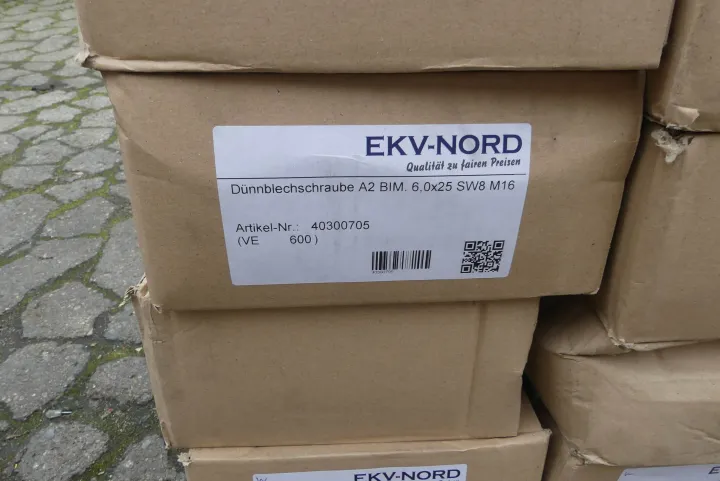 EKV-NORD
Qualität zu fairen Preisen
Dünnblechschraube A2 BIM. 6,0x25 SW8 M16
Artikel-Nr.: 40300705
(VE 600)
EKV-NORD